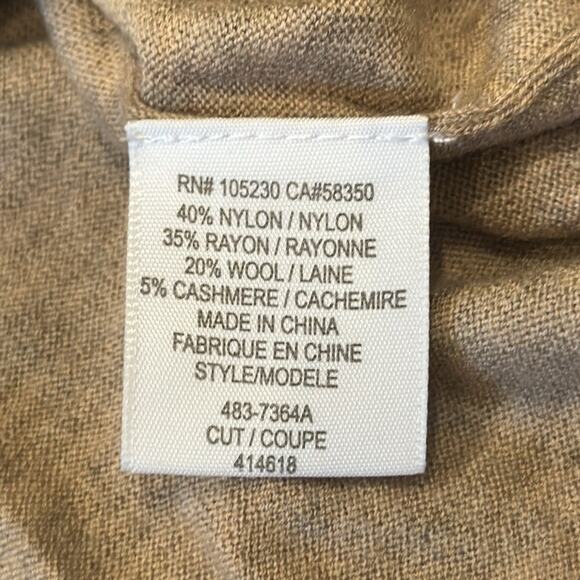 RN# 105230 CA#58350
40% NYLON / NYLON
35% RAYON / RAYONNE
20% WOOL / LAINE
5% CASHMERE / CACHEMIRE
MADE IN CHINA
FABRIQUE EN CHINE
STYLE/MODELE
483-7364A
CUT / COUPE
414618